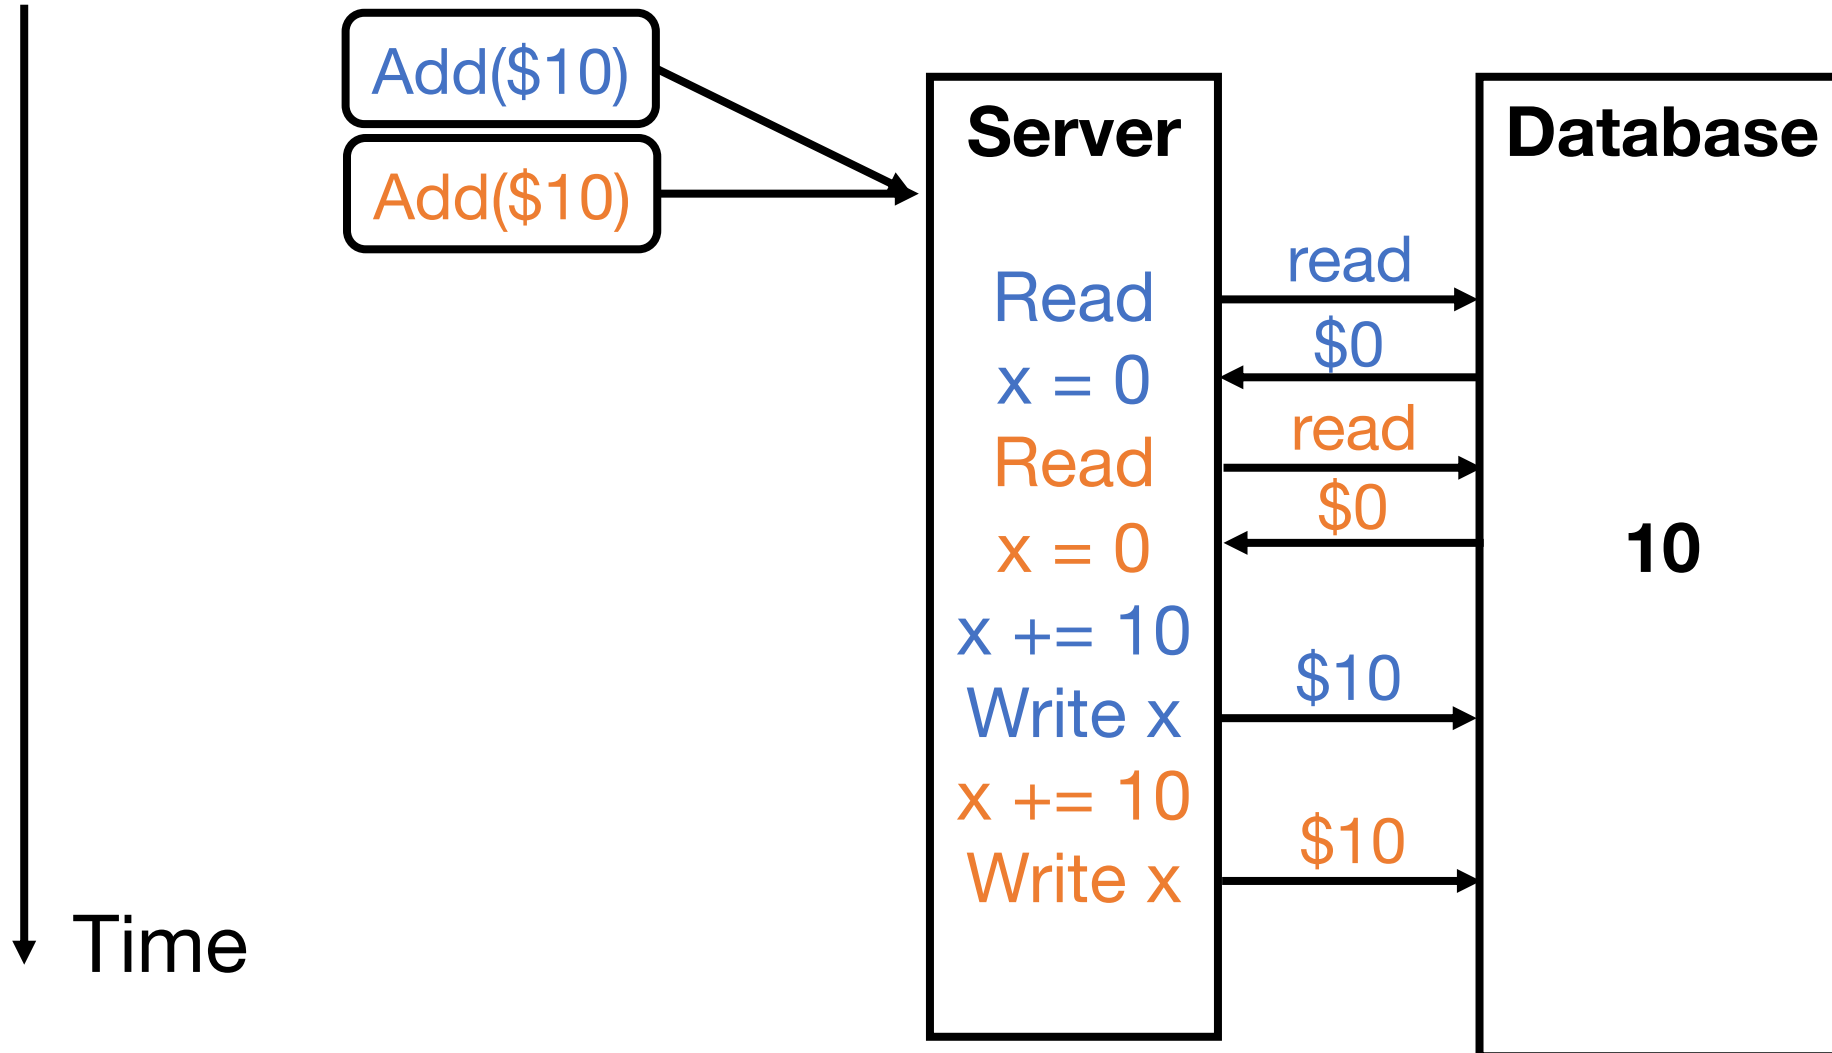 Add($10)
Add($10)
Server
Database
Read
read
x = 0
$0
Read
read
x = 0
$0
10
x += 10
Write x
$10
x += 10
Write x
$10
Time